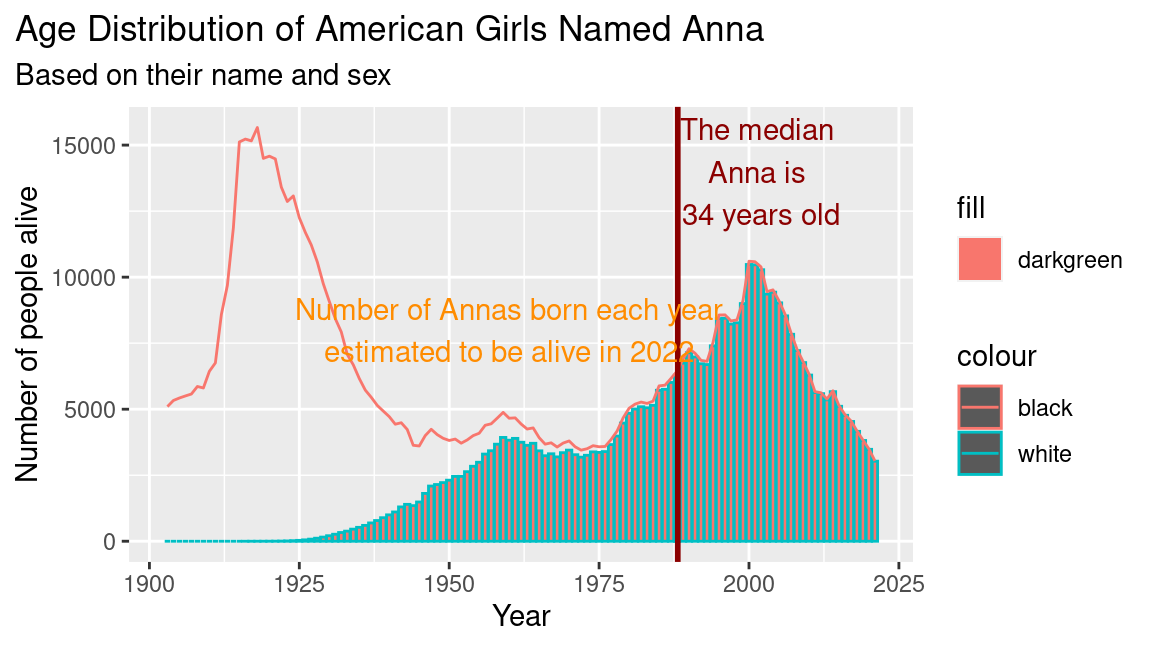 Age Distribution of American Girls Named Anna
Based on their name and sex
Number of people alive
15000
10000
5000
0
The median
Anna is
34 years old
Number of Annas born each year
estimated to be alive in 2022
1900
1925
1950
1975
2000
2025
Year
fill
darkgreen
colour
black
white